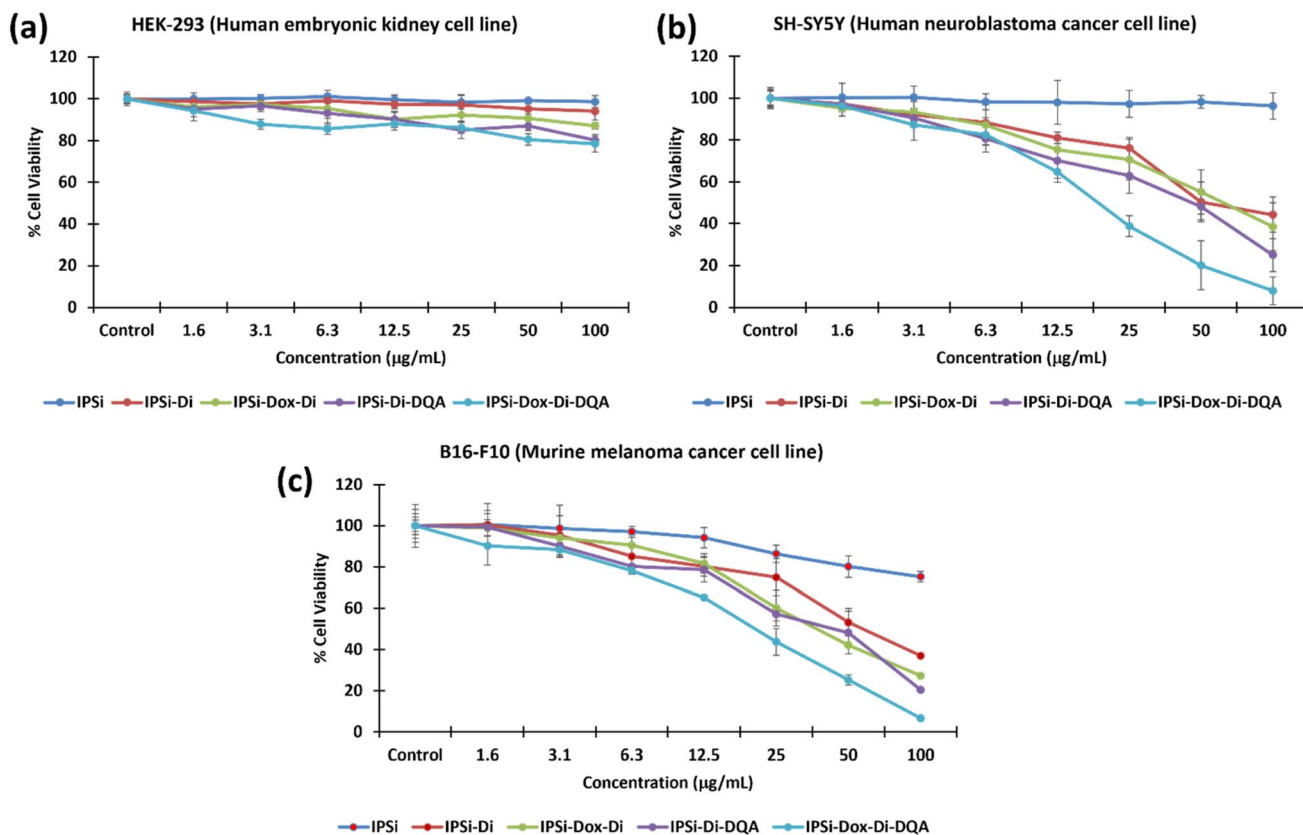 (a)
HEK-293 (Human embryonic kidney cell line)
120
100
80
60
40
20
0
% Cell Viability
Control 1.6 3.1 6.3 12.5 25 50 100
Concentration (µg/mL)
IPSi IPSi-Di IPSi-Dox-Di IPSi-Di-DQA IPSi-Dox-Di-DQA
(b)
SH-SY5Y (Human neuroblastoma cancer cell line)
120
100
80
60
40
20
0
% Cell Viability
Control 1.6 3.1 6.3 12.5 25 50 100
Concentration (µg/mL)
IPSi IPSi-Di IPSi-Dox-Di IPSi-Di-DQA IPSi-Dox-Di-DQA
(c)
B16-F10 (Murine melanoma cancer cell line)
120
100
80
60
40
20
0
% Cell Viability
Control 1.6 3.1 6.3 12.5 25 50 100
Concentration (µg/mL)
IPSi IPSi-Di IPSi-Dox-Di IPSi-Di-DQA IPSi-Dox-Di-DQA